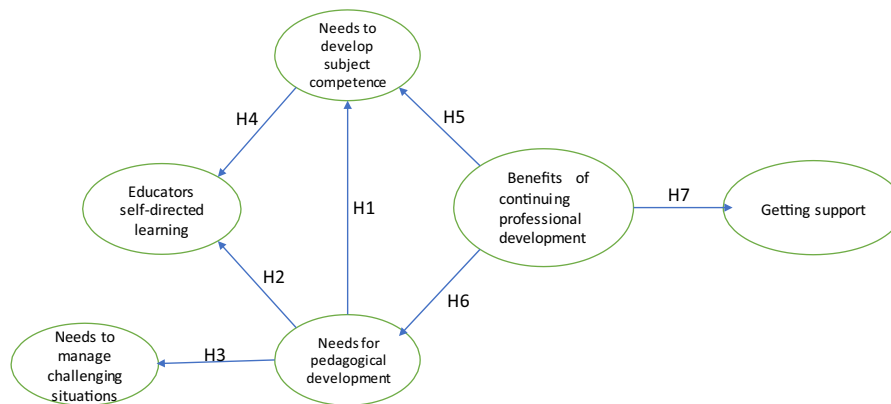 Needs to
develop
subject
competence
H4
H5
Educators
self-directed
learning
H1
Benefits of
continuing
professional
development
H7
Getting support
H2
H6
Needs to
manage
challenging
situations
H3
Needs for
pedagogical
development